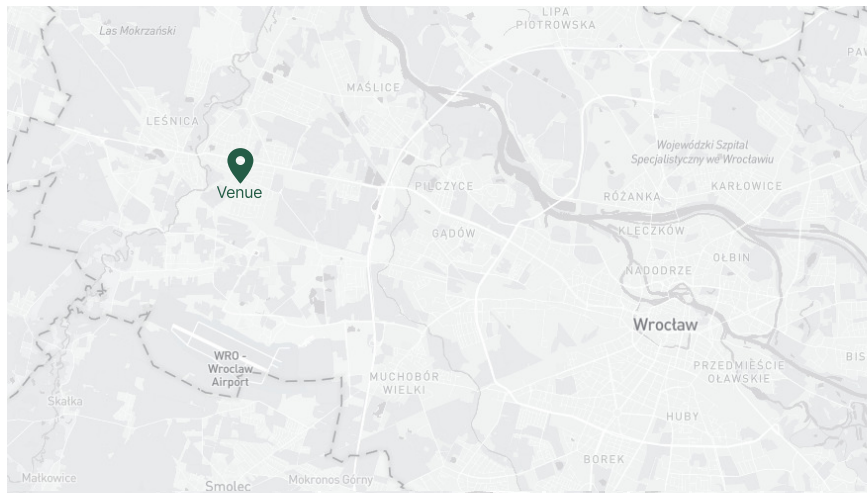 LIPA
PIOTROWSKA
Las Mokrzański
MAŚLICE
LEŚNICA
Wojewódzki Szpital
Specjalistyczny we Wrocławiu
Venue
PILCZYCE
KARŁOWICE
RÓŻANKA
GĄDÓW
KLECZKÓW
OŁBIN
NADODRZE
Wrocław
WRO -
Wroclaw
Airport
PRZEDMIEŚCIE
OŁAWSKIE
MUCHOBÓR
WIELKI
Skałka
HUBY
BOREK
Małkowice
Smolec
Mokronos Górny